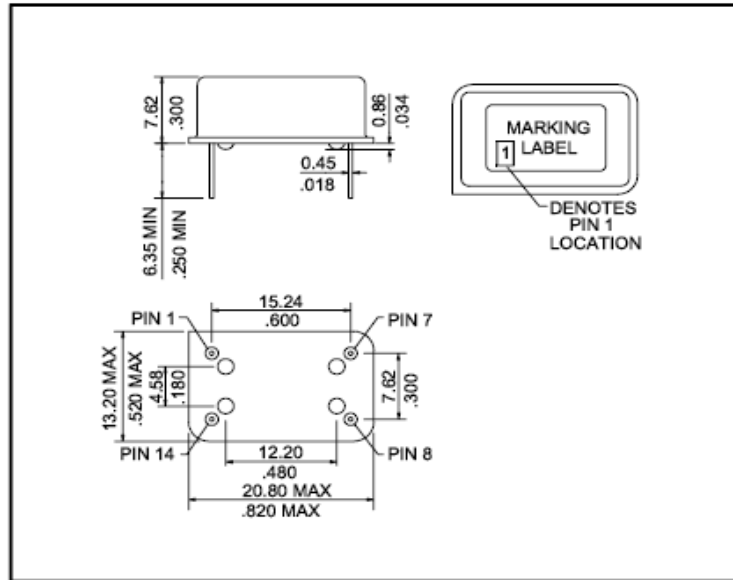 7.62
.300
0.86
.034
0.45
.018
6.35 MIN
.250 MIN
MARKING
LABEL
1
DENOTES
PIN 1
LOCATION
15.24
.600
PIN 1
PIN 7
13.20 MAX
.520 MAX
4.58
.180
7.62
.300
PIN 14
PIN 8
12.20
.480
20.80 MAX
.820 MAX